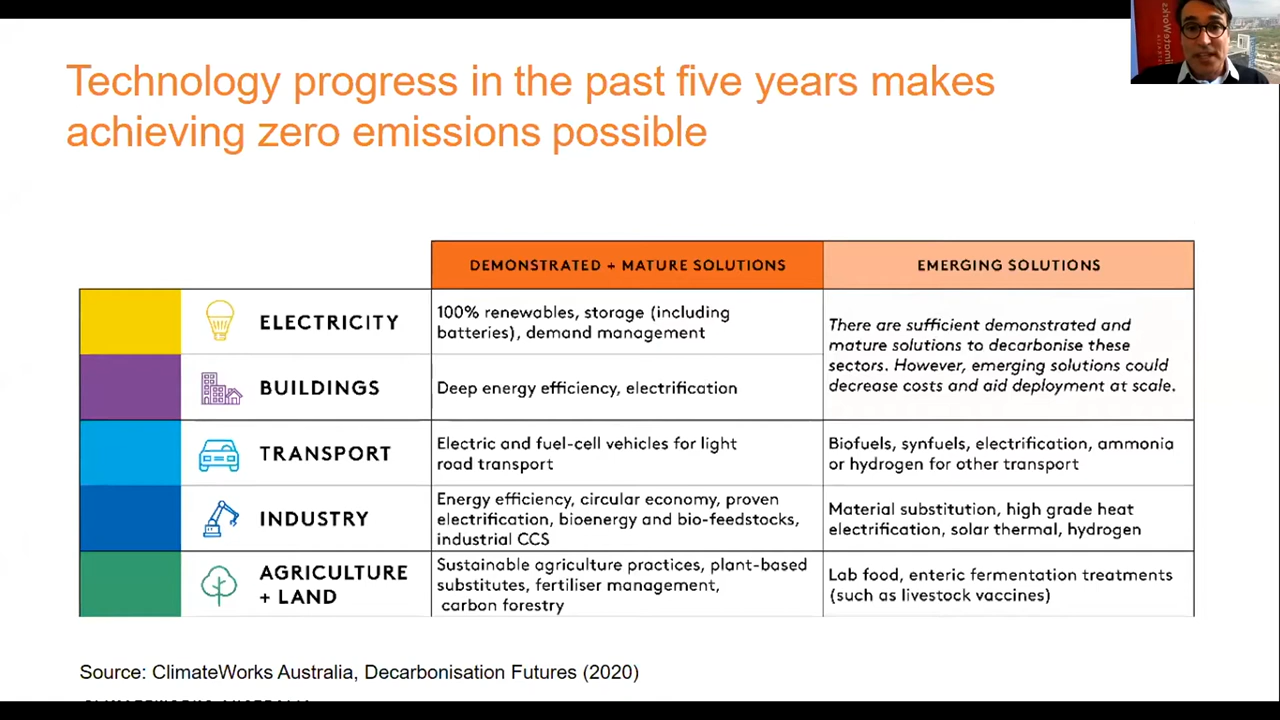 Technology progress in the past five years makes
achieving zero emissions possible
DEMONSTRATED + MATURE SOLUTIONS
EMERGING SOLUTIONS
ELECTRICITY
100% renewables, storage (including
batteries), demand management
There are sufficient demonstrated and
mature solutions to decarbonise these
sectors. However, emerging solutions could
decrease costs and aid deployment at scale.
BUILDINGS
Deep energy efficiency, electrification
TRANSPORT
Electric and fuel-cell vehicles for light
road transport
Biofuels, synfuels, electrification, ammonia
or hydrogen for other transport
INDUSTRY
Energy efficiency, circular economy, proven
electrification, bioenergy and bio-feedstocks,
industrial CCS
Material substitution, high grade heat
electrification, solar thermal, hydrogen
AGRICULTURE
+ LAND
Sustainable agriculture practices, plant-based
substitutes, fertiliser management,
carbon forestry
Lab food, enteric fermentation treatments
(such as livestock vaccines)
Source: ClimateWorks Australia, Decarbonisation Futures (2020)